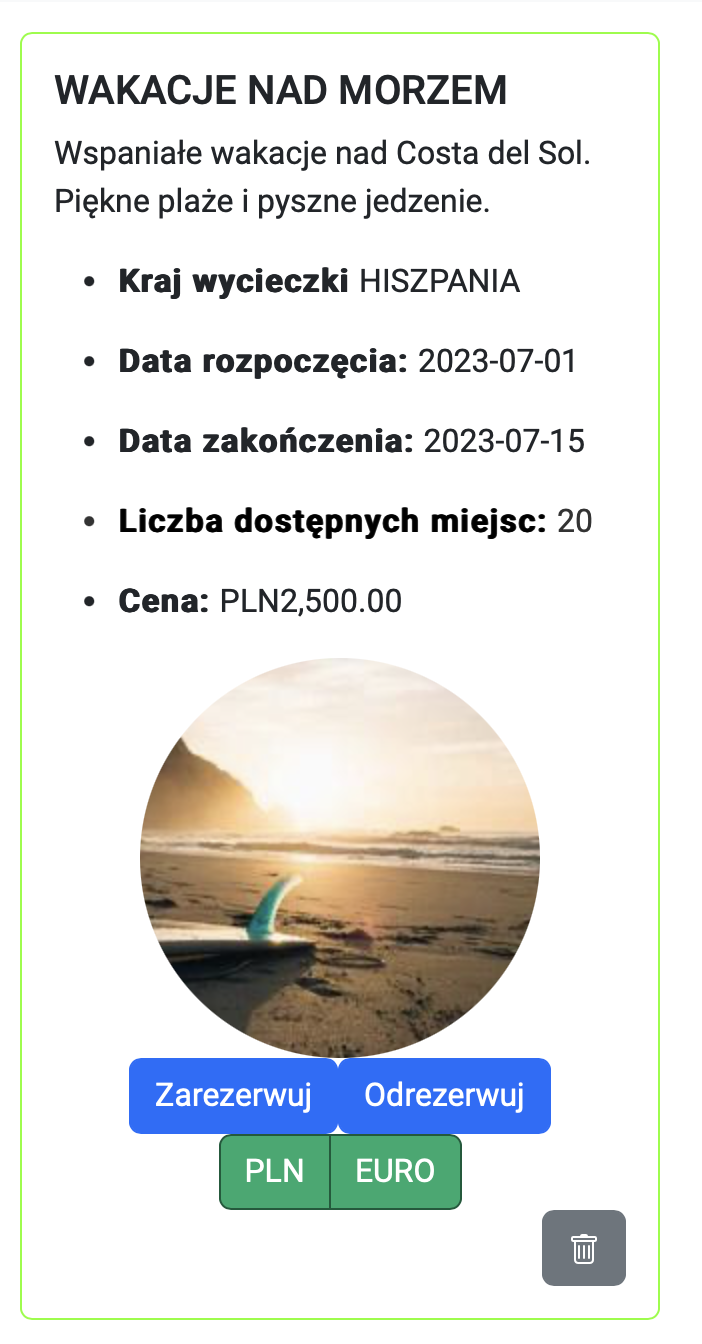 WAKACJE NAD MORZEM
Wspaniałe wakacje nad Costa del Sol.
Piękne plaże i pyszne jedzenie.
Kraj wycieczki HISZPANIA
Data rozpoczęcia: 2023-07-01
Data zakończenia: 2023-07-15
Liczba dostępnych miejsc: 20
Cena: PLN2,500.00
Zarezerwuj Odrezerwuj
PLN EURO